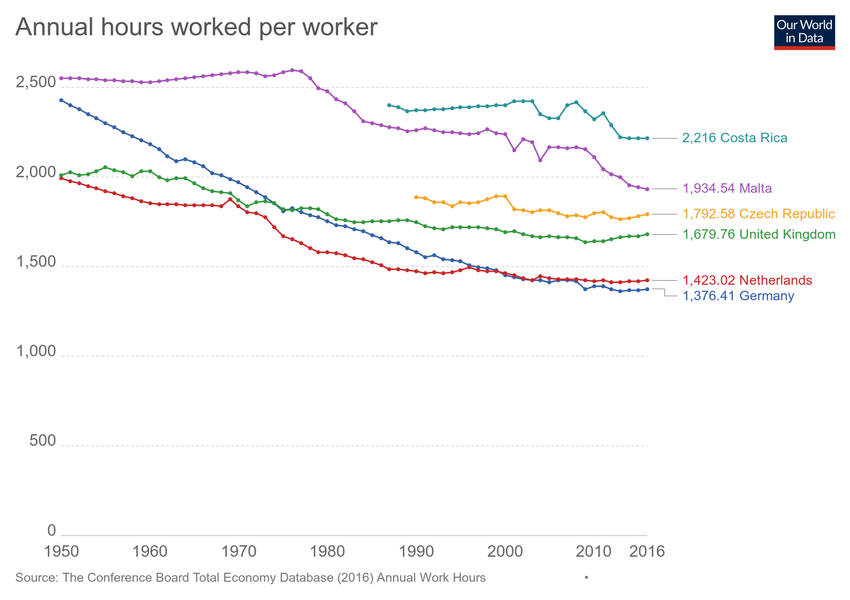 Annual hours worked per worker
Our World
in Data
2,500
2,000
1,500
1,000
500
0
1950
1960
1970
1980
1990
2000
2010
2016
2,216 Costa Rica
1,934.54 Malta
1,792.58 Czech Republic
1,679.76 United Kingdom
1,423.02 Netherlands
1,376.41 Germany
Source: The Conference Board Total Economy Database (2016) Annual Work Hours
•